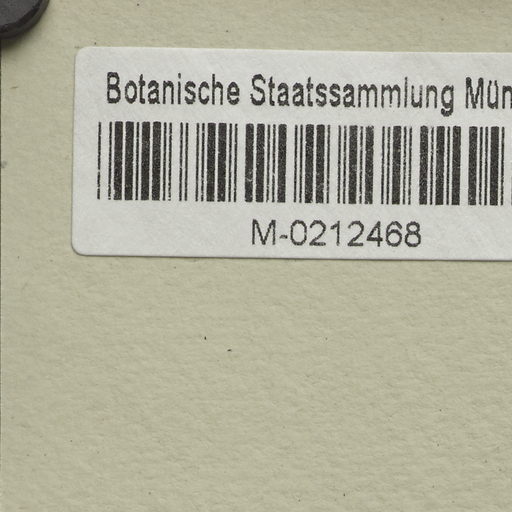 Botanische Staatssammlung Mün
M-0212468